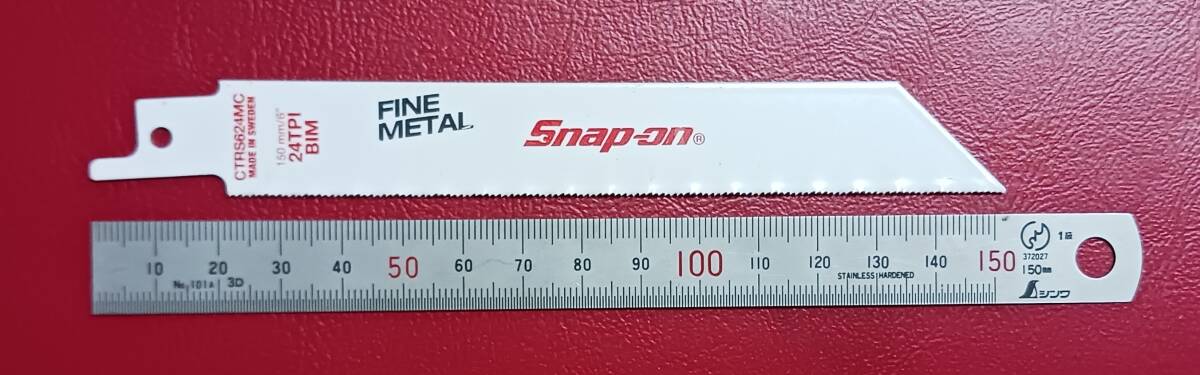 CTRS624MC
MADE IN SWEDEN
150 mm/6"
24TPI
BIM
FINE
METAL
Snap-on®
10 20 30 40 50 60 70 80 90 100 110 120 130 140 150
No.101A 3D
STAINLESS HARDENED
1級
372027
150mm
シンワ